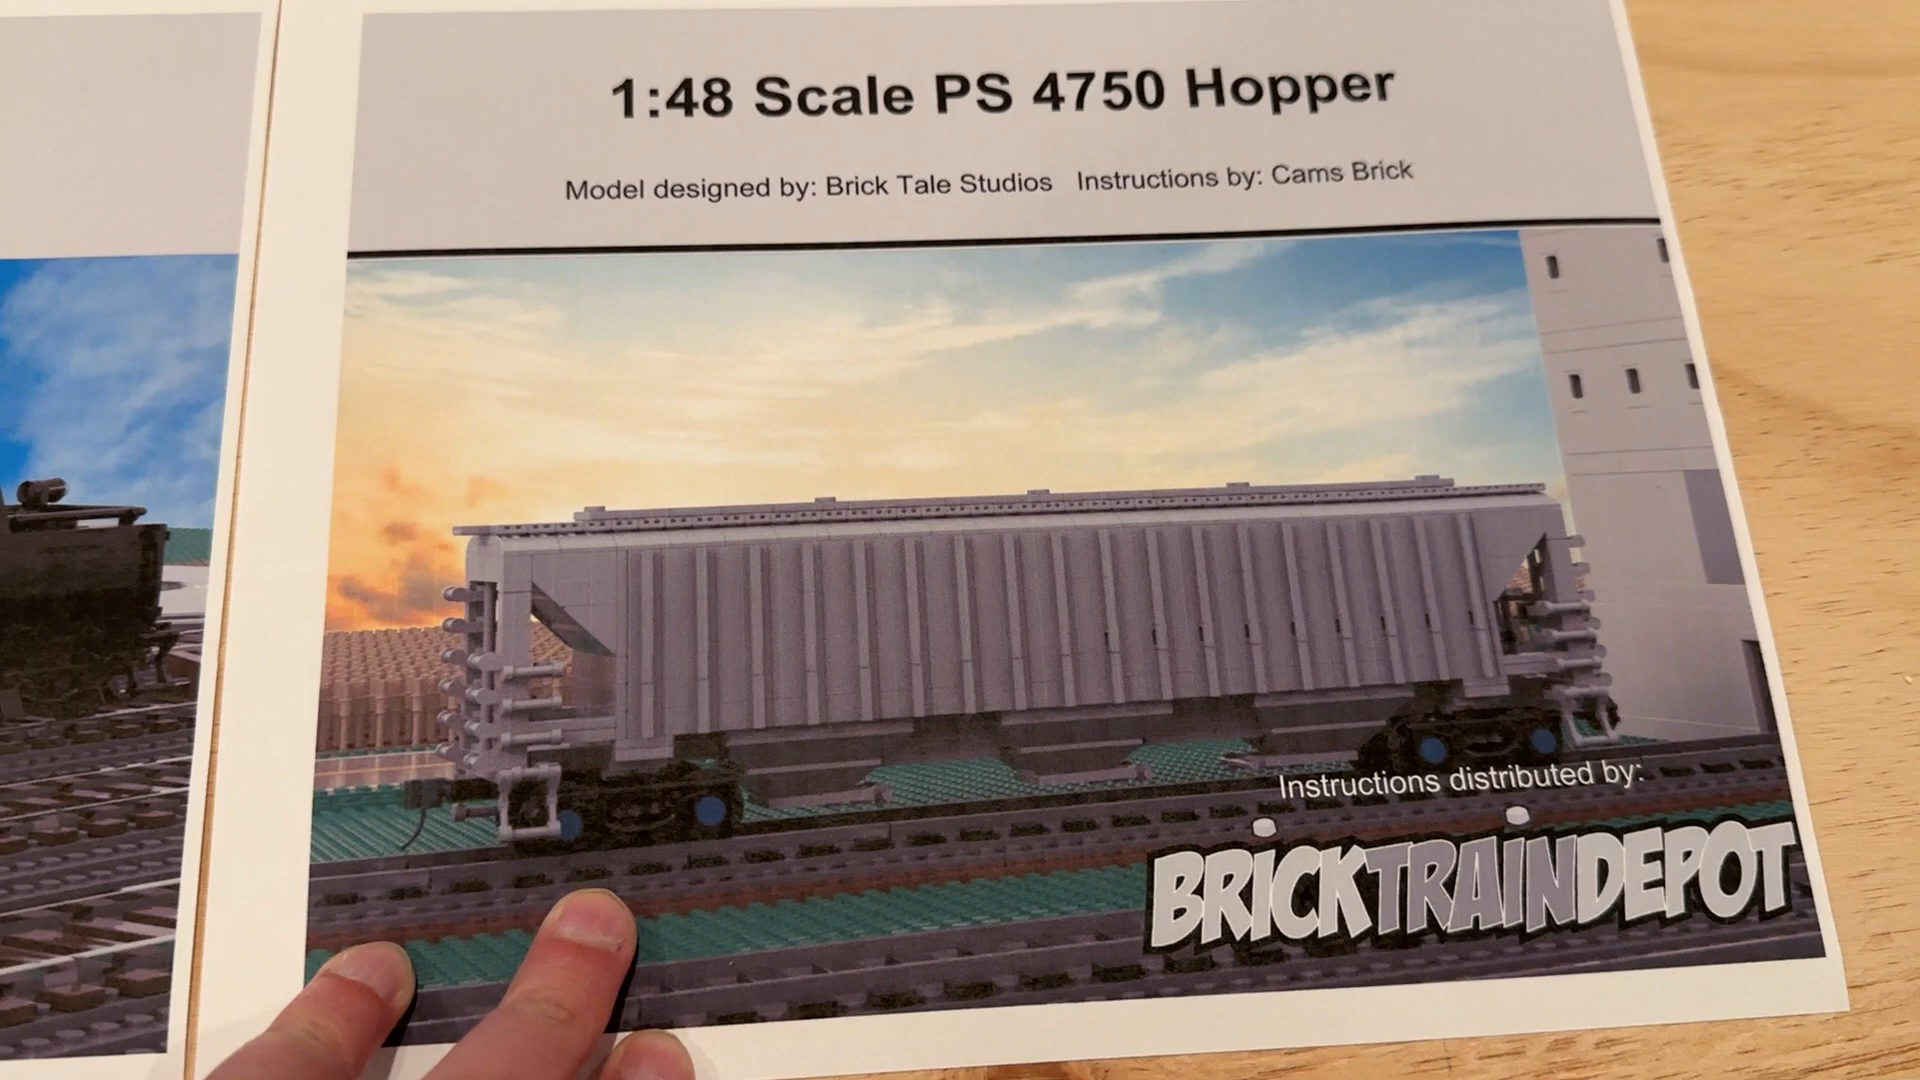 1:48 Scale PS 4750 Hopper
Model designed by: Brick Tale Studios Instructions by: Cams Brick
Instructions distributed by:
BRICKTRAINDEPOT